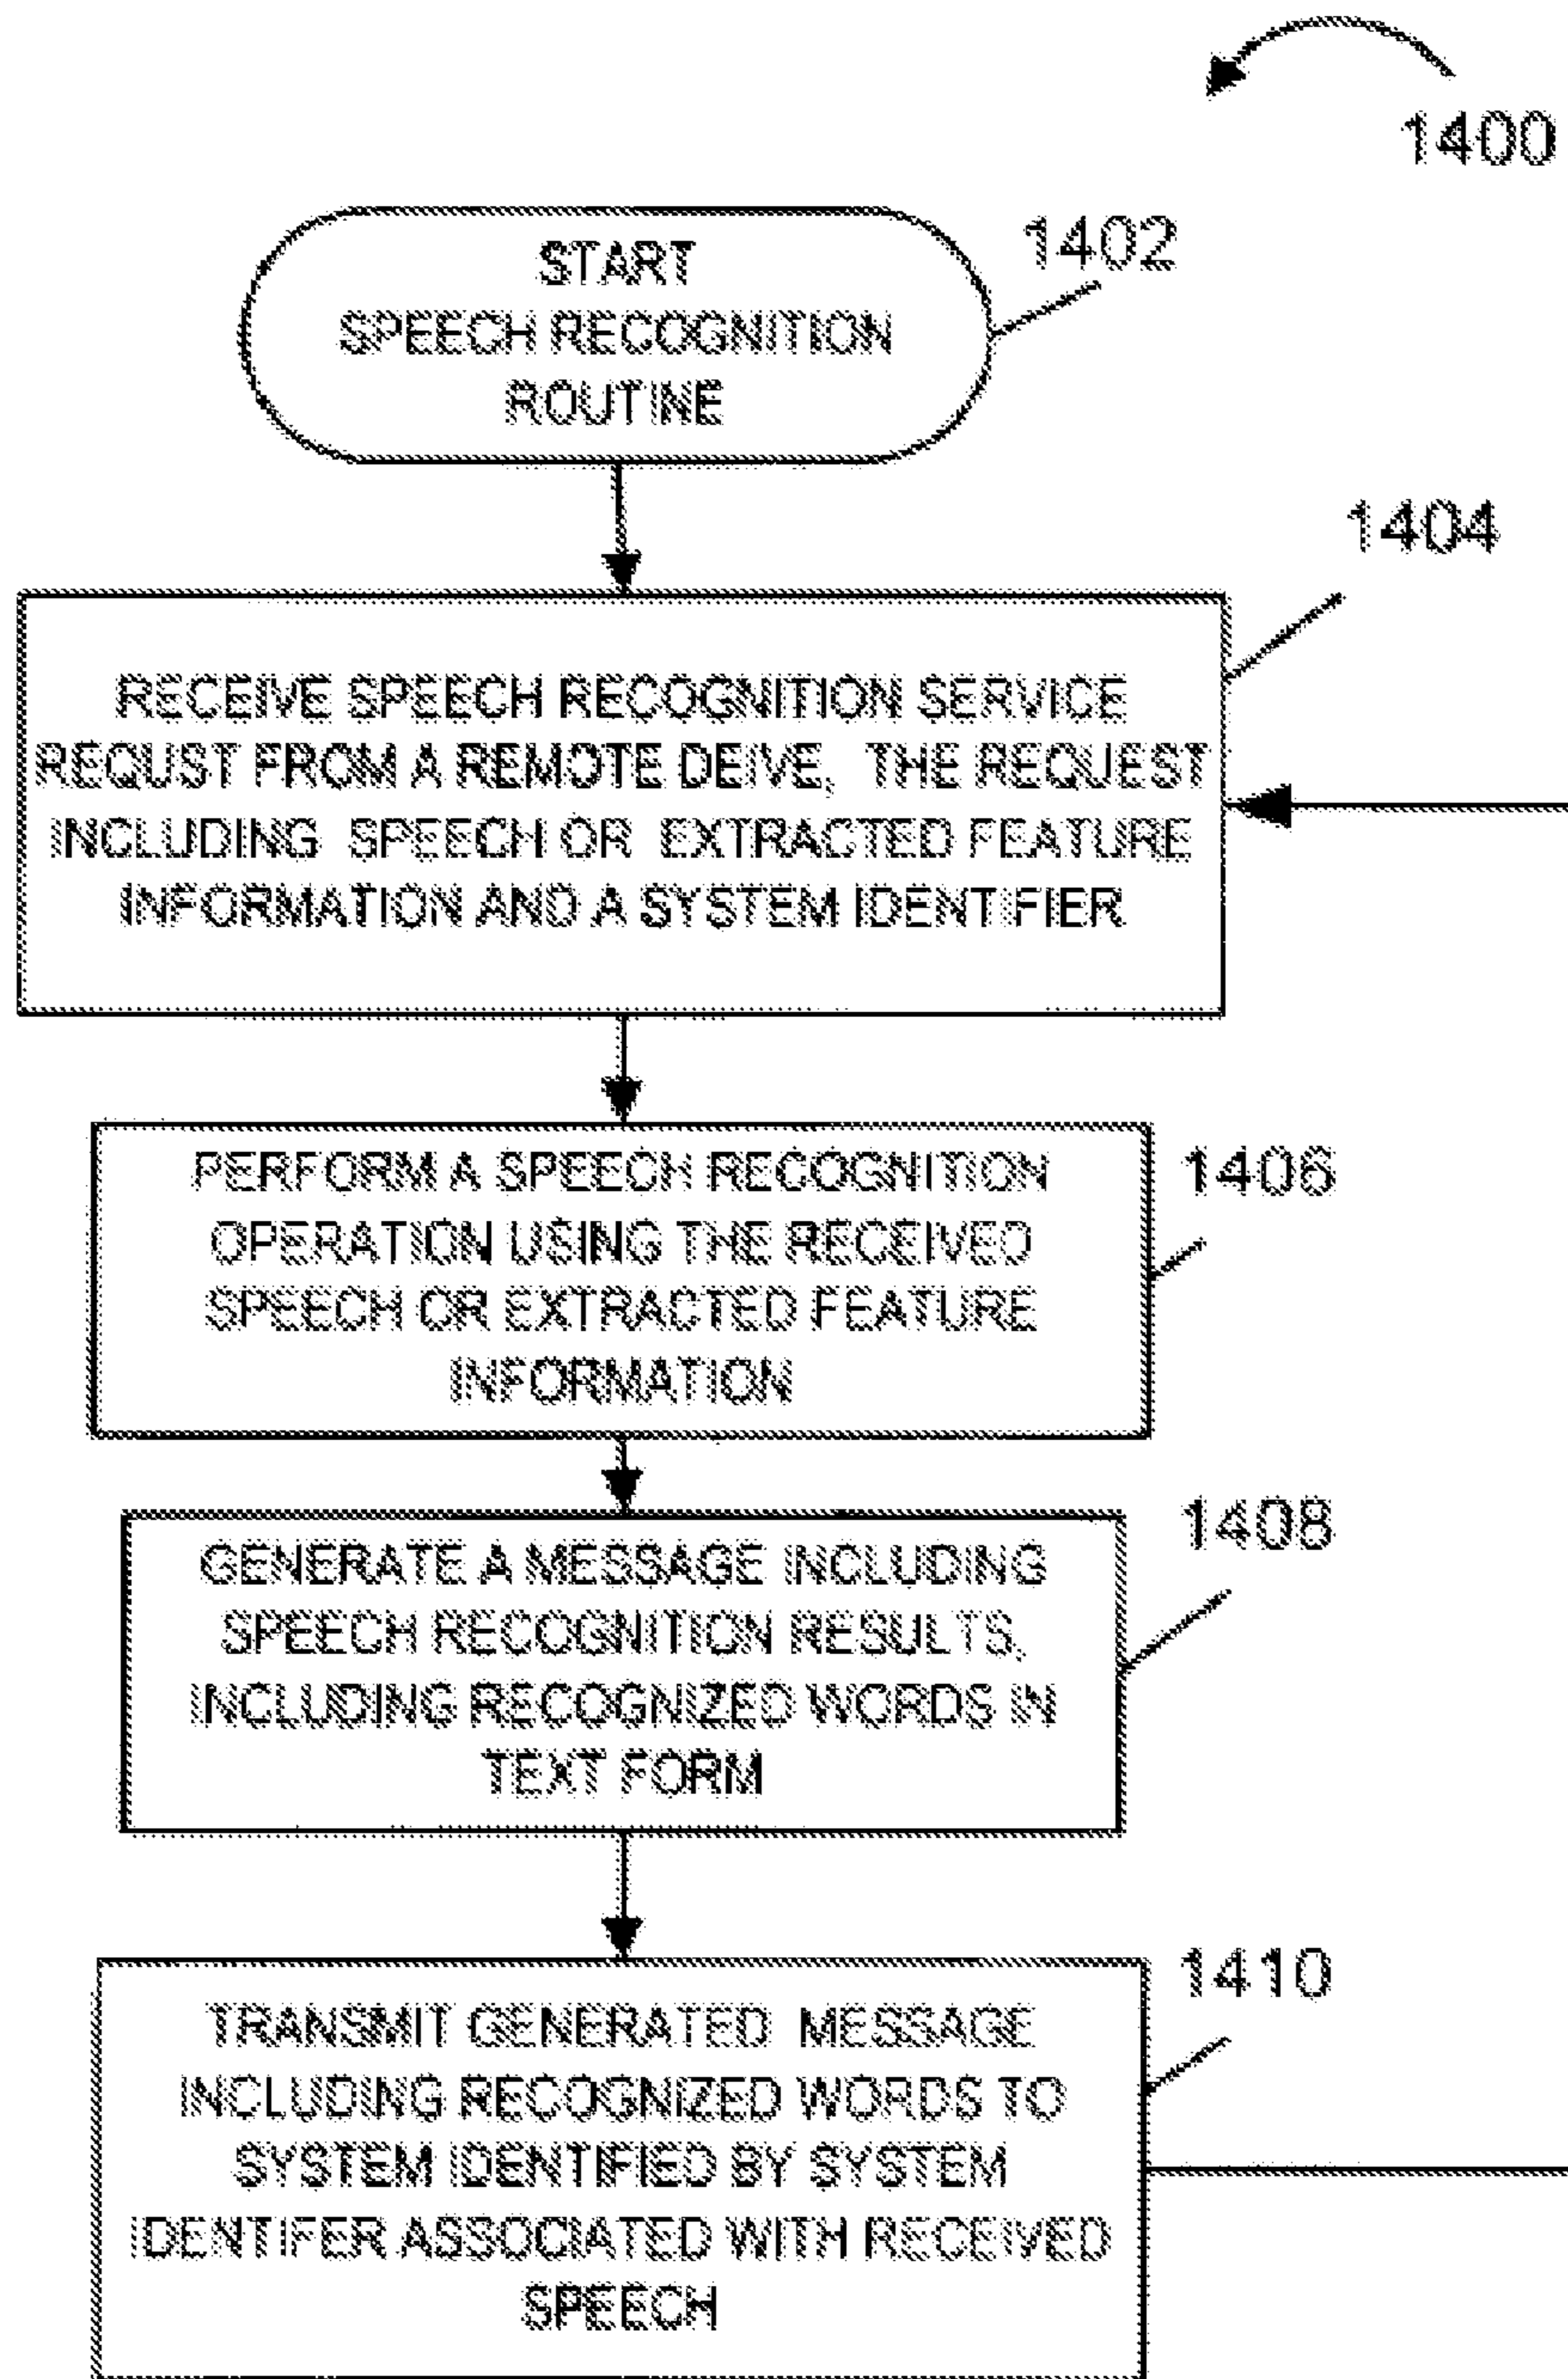 1400
START
SPEECH RECOGNITION
ROUTINE
1402
1404
RECEIVE SPEECH RECOGNITION SERVICE
REQUST FROM A REMOTE DEIVE, THE REQUEST
INCLUDING SPEECH OR EXTRACTED FEATURE
INFORMATION AND A SYSTEM IDENTIFIER
PERFORM A SPEECH RECOGNITION
OPERATION USING THE RECEIVED
SPEECH OR EXTRACTED FEATURE
INFORMATION
1406
GENERATE A MESSAGE INCLUDING
SPEECH RECOGNITION RESULTS,
INCLUDING RECOGNIZED WORDS IN
TEXT FORM
1408
TRANSMIT GENERATED MESSAGE
INCLUDING RECOGNIZED WORDS TO
SYSTEM IDENTIFIED BY SYSTEM
IDENTIFER ASSOCIATED WITH RECEIVED
SPEECH
1410